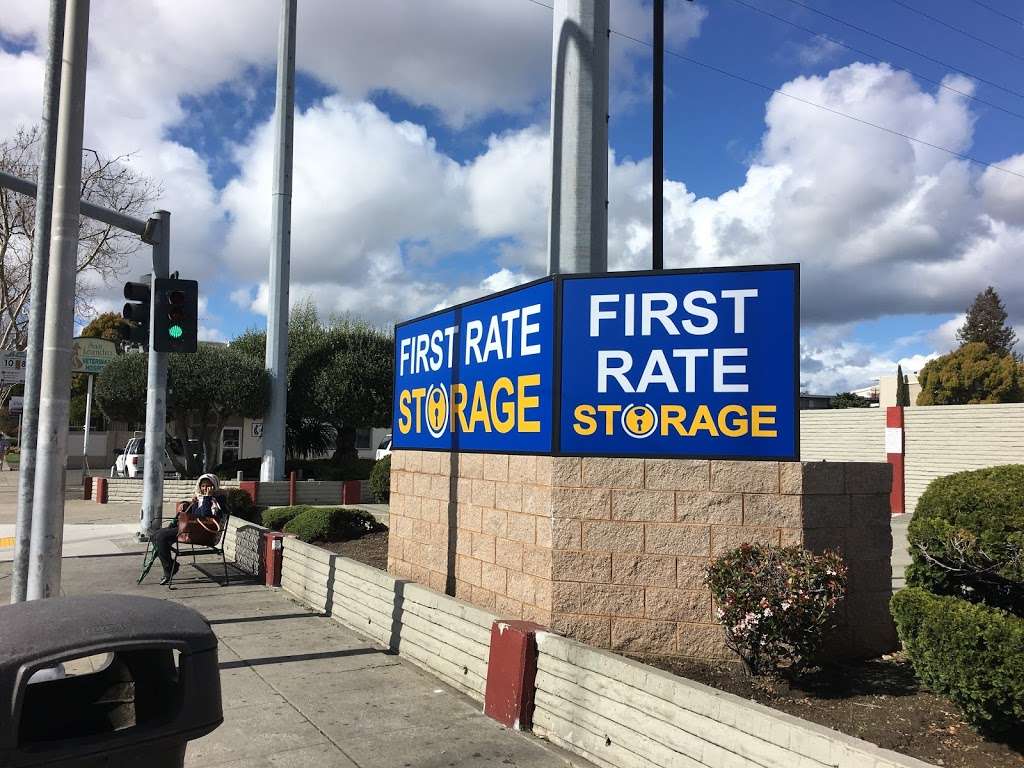 FIRST RATE
STORAGE
FIRST
RATE
STORAGE